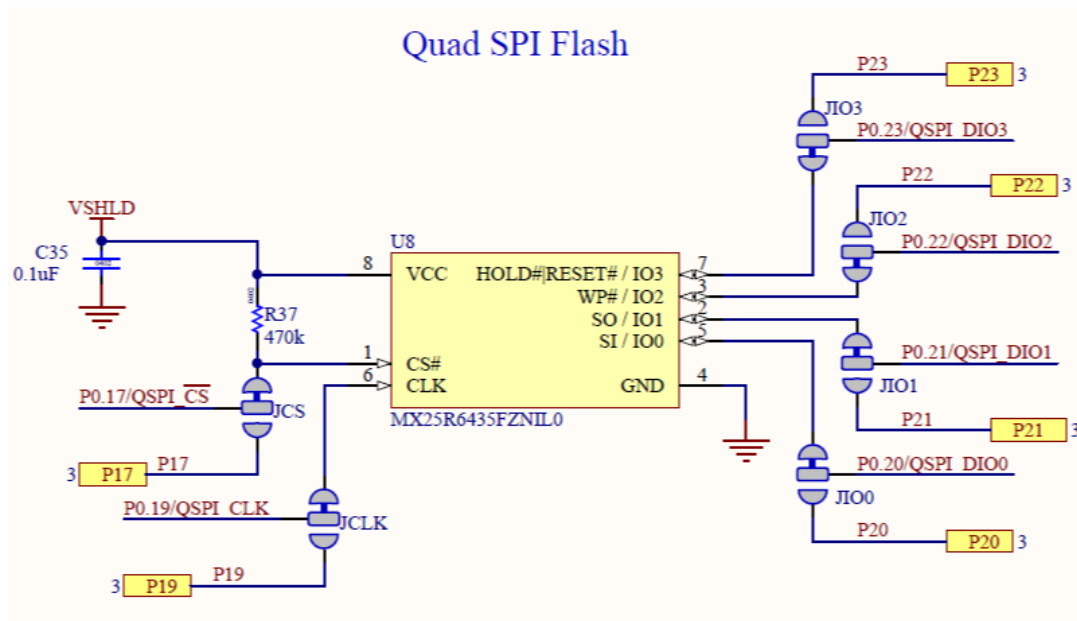 Quad SPI Flash
P23
P23 3
JIO3
P0.23/QSPI_DIO3
P22
P22 3
JIO2
P0.22/QSPI_DIO2
VSHLD
C35
0.1uF
0402
0402
R37
470k
U8
8 VCC
1 CS#
6 CLK
HOLD#|RESET# / IO3 7
WP# / IO2 3
SO / IO1 2
SI / IO0 5
GND 4
MX25R6435FZNIL0
P0.21/QSPI_DIO1
JIO1
P21
P21 3
P0.17/QSPI_CS
JCS
3 P17
P17
P0.20/QSPI_DIO0
JIO0
P20
P20 3
P0.19/QSPI_CLK
JCLK
3 P19
P19